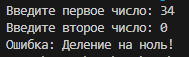 Введите первое число: 34
Введите второе число: 0
Ошибка: Деление на ноль!